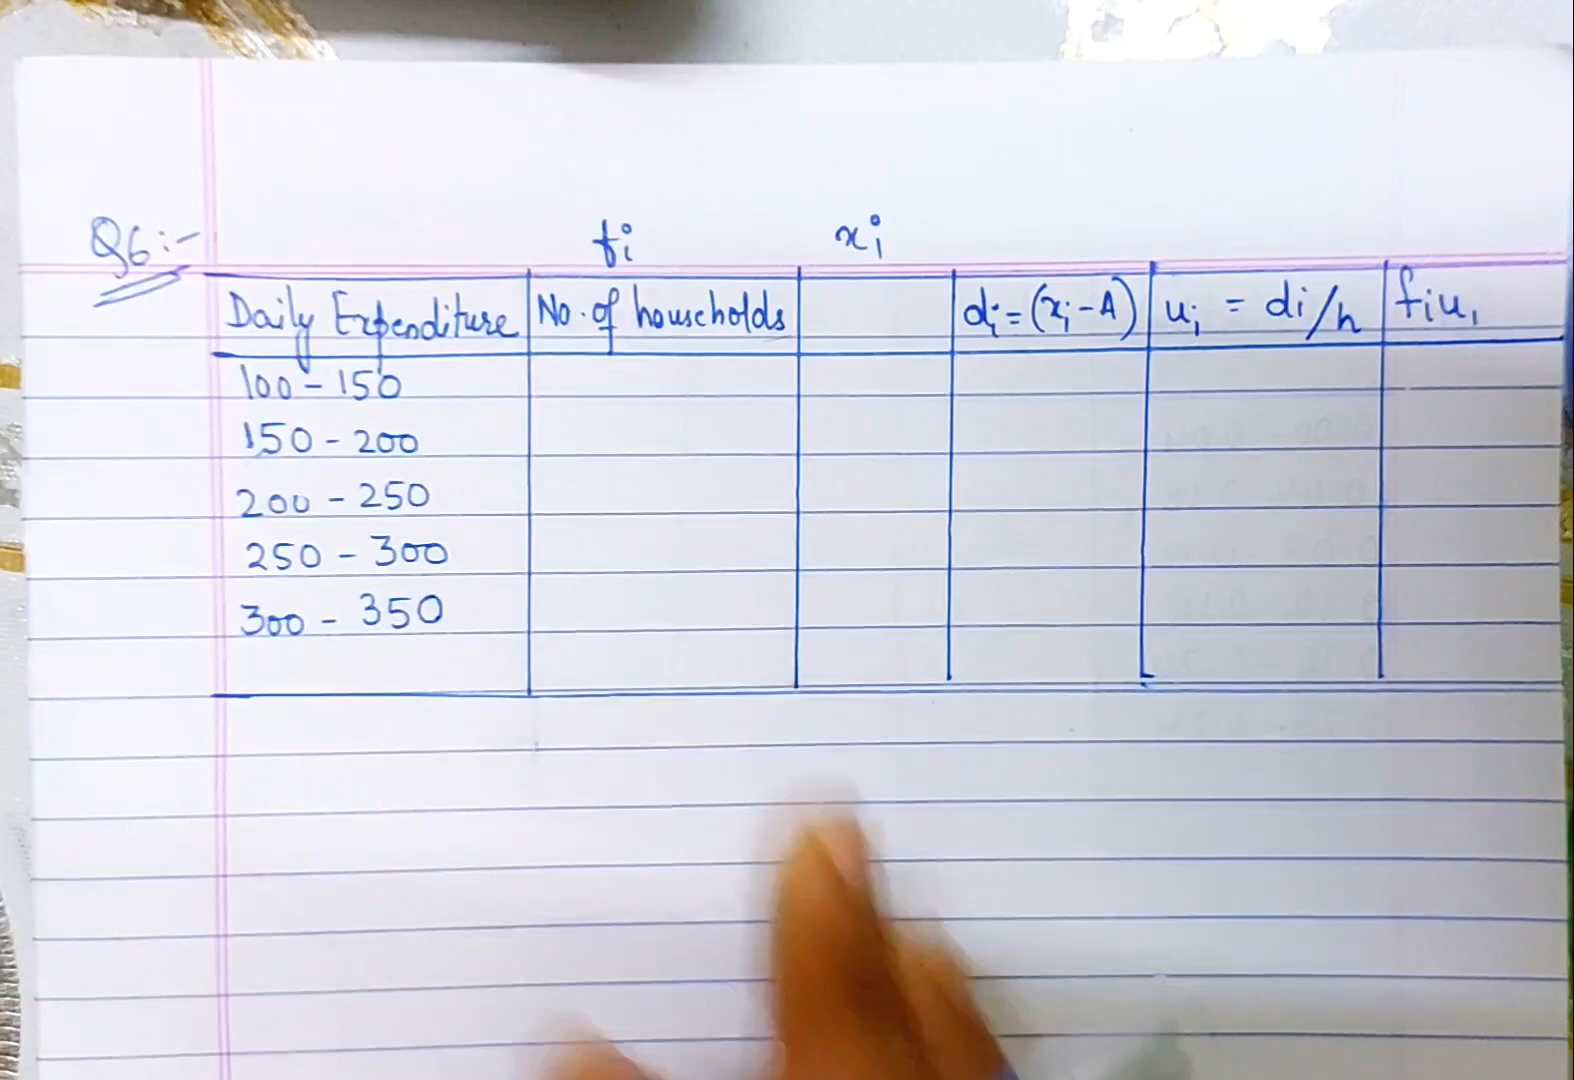 Q6:-
fi xi
Daily Expenditure No. of households di = (xi - A) ui = di/h fiui
100 - 150
150 - 200
200 - 250
250 - 300
300 - 350